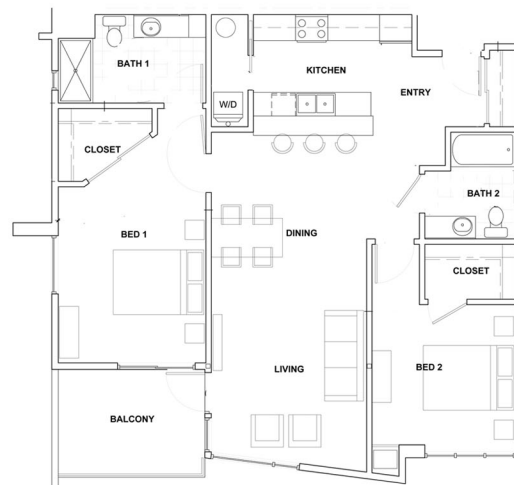 BATH 1
KITCHEN
ENTRY
W/D
CLOSET
BATH 2
BED 1
DINING
CLOSET
LIVING
BED 2
BALCONY